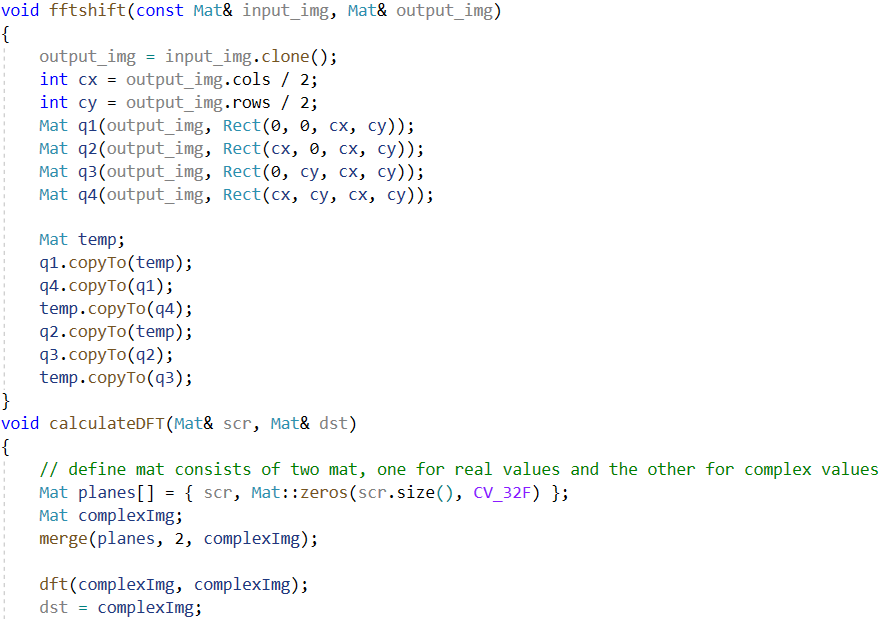 void fftshift(const Mat& input_img, Mat& output_img)
{
    output_img = input_img.clone();
    int cx = output_img.cols / 2;
    int cy = output_img.rows / 2;
    Mat q1(output_img, Rect(0, 0, cx, cy));
    Mat q2(output_img, Rect(cx, 0, cx, cy));
    Mat q3(output_img, Rect(0, cy, cx, cy));
    Mat q4(output_img, Rect(cx, cy, cx, cy));

    Mat temp;
    q1.copyTo(temp);
    q4.copyTo(q1);
    temp.copyTo(q4);
    q2.copyTo(temp);
    q3.copyTo(q2);
    temp.copyTo(q3);
}
void calculateDFT(Mat& scr, Mat& dst)
{
    // define mat consists of two mat, one for real values and the other for complex values
    Mat planes[] = { scr, Mat::zeros(scr.size(), CV_32F) };
    Mat complexImg;
    merge(planes, 2, complexImg);

    dft(complexImg, complexImg);
    dst = complexImg;